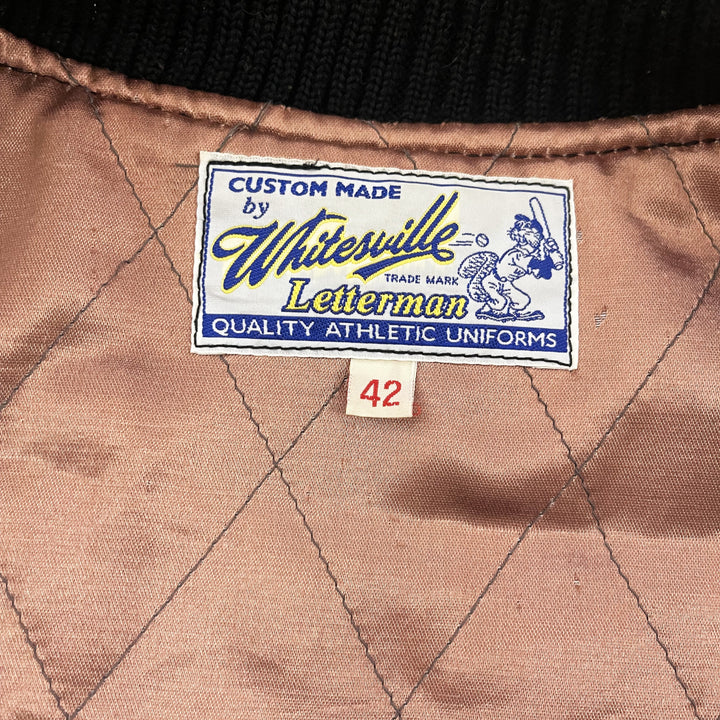 CUSTOM MADE
by
Whitesville
TRADE MARK
Letterman
QUALITY ATHLETIC UNIFORMS
42